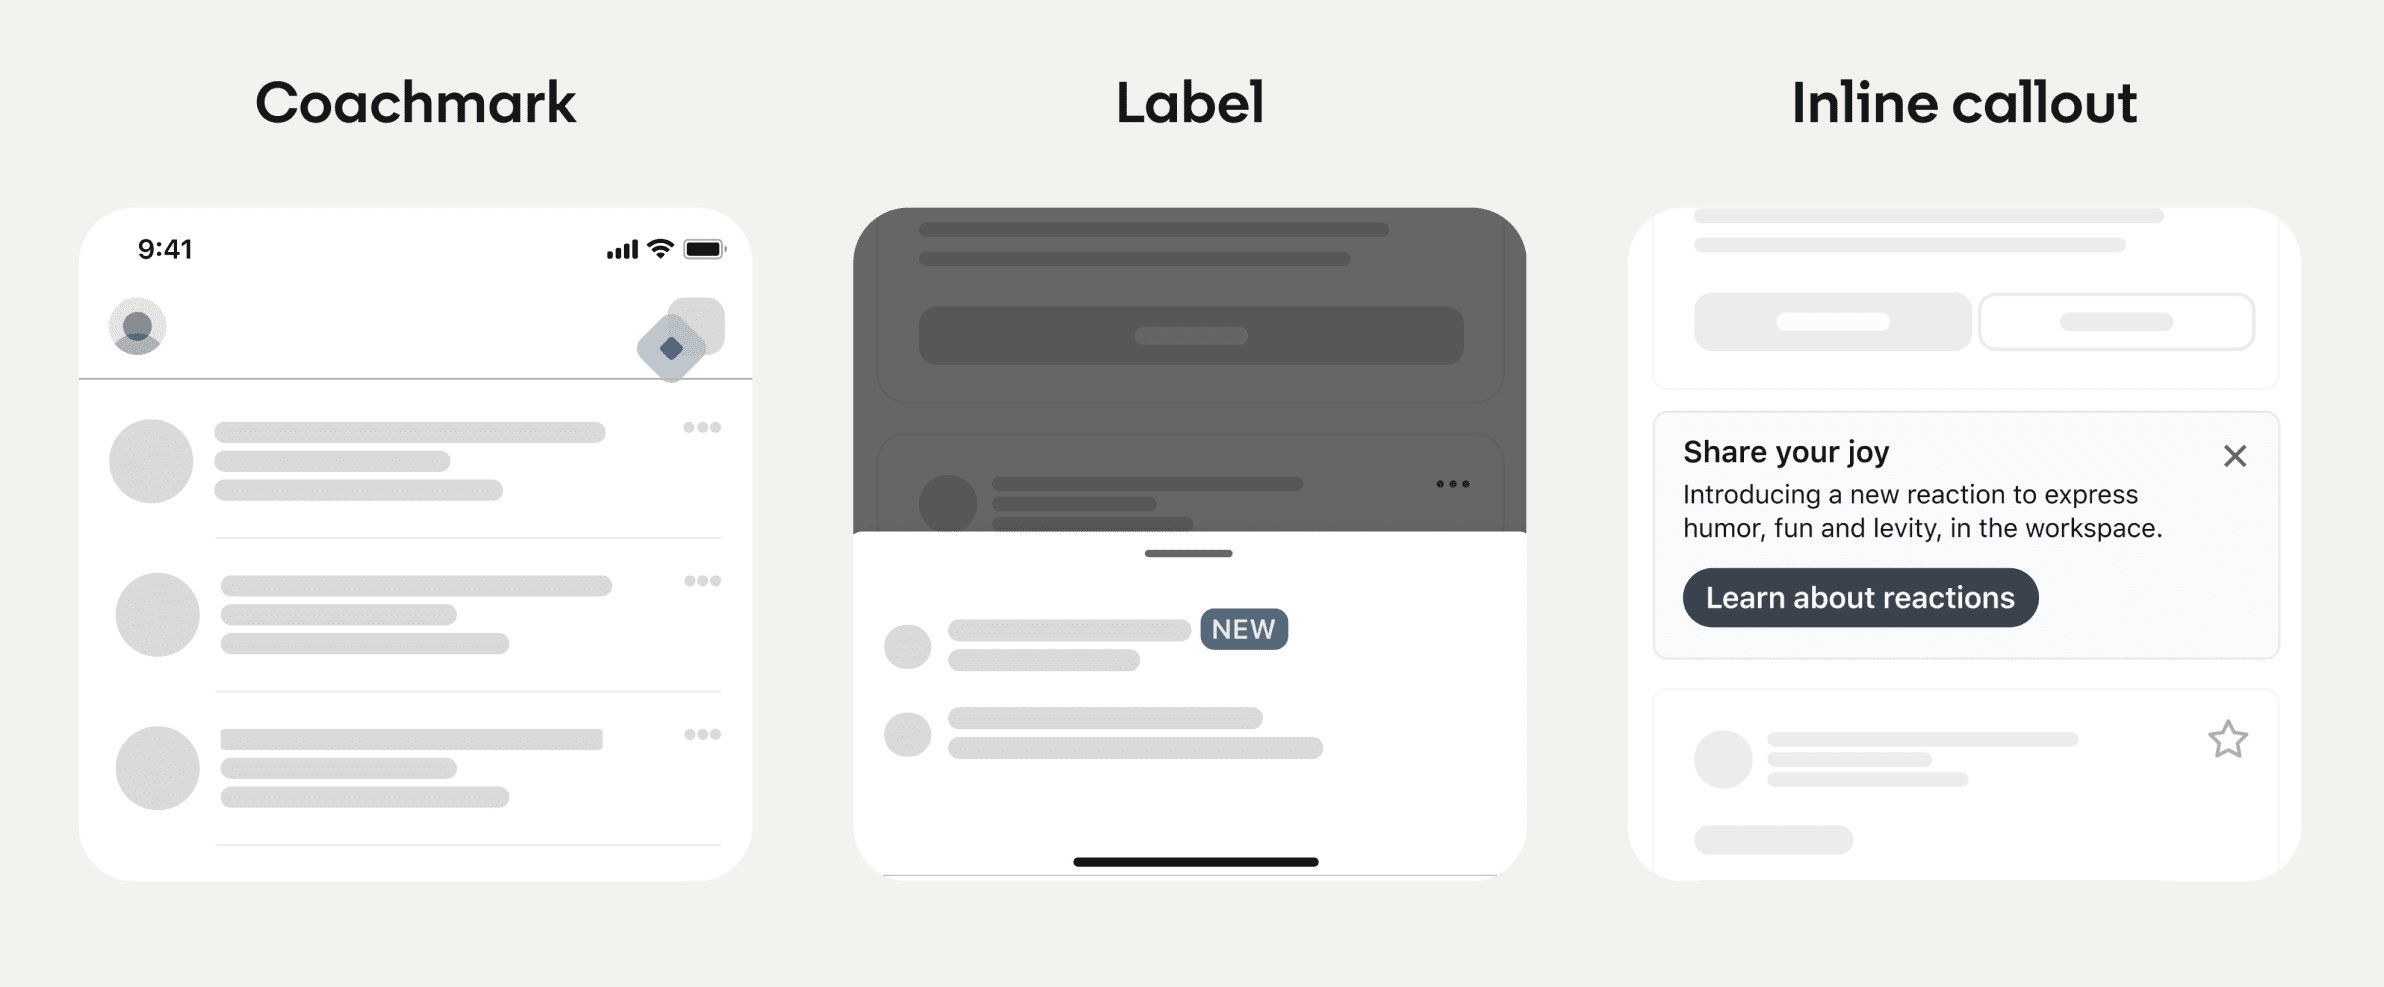 Coachmark
Label
Inline callout
9:41
NEW
Share your joy
Introducing a new reaction to express
humor, fun and levity, in the workspace.
Learn about reactions